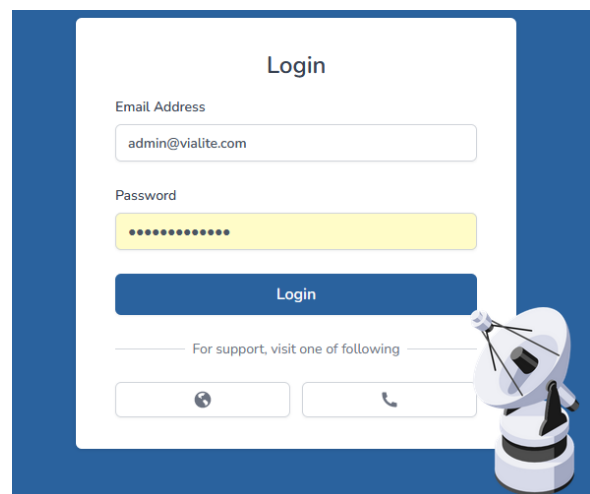 Login
Email Address
admin@vialite.com
Password
•••••••••••••
Login
For support, visit one of following